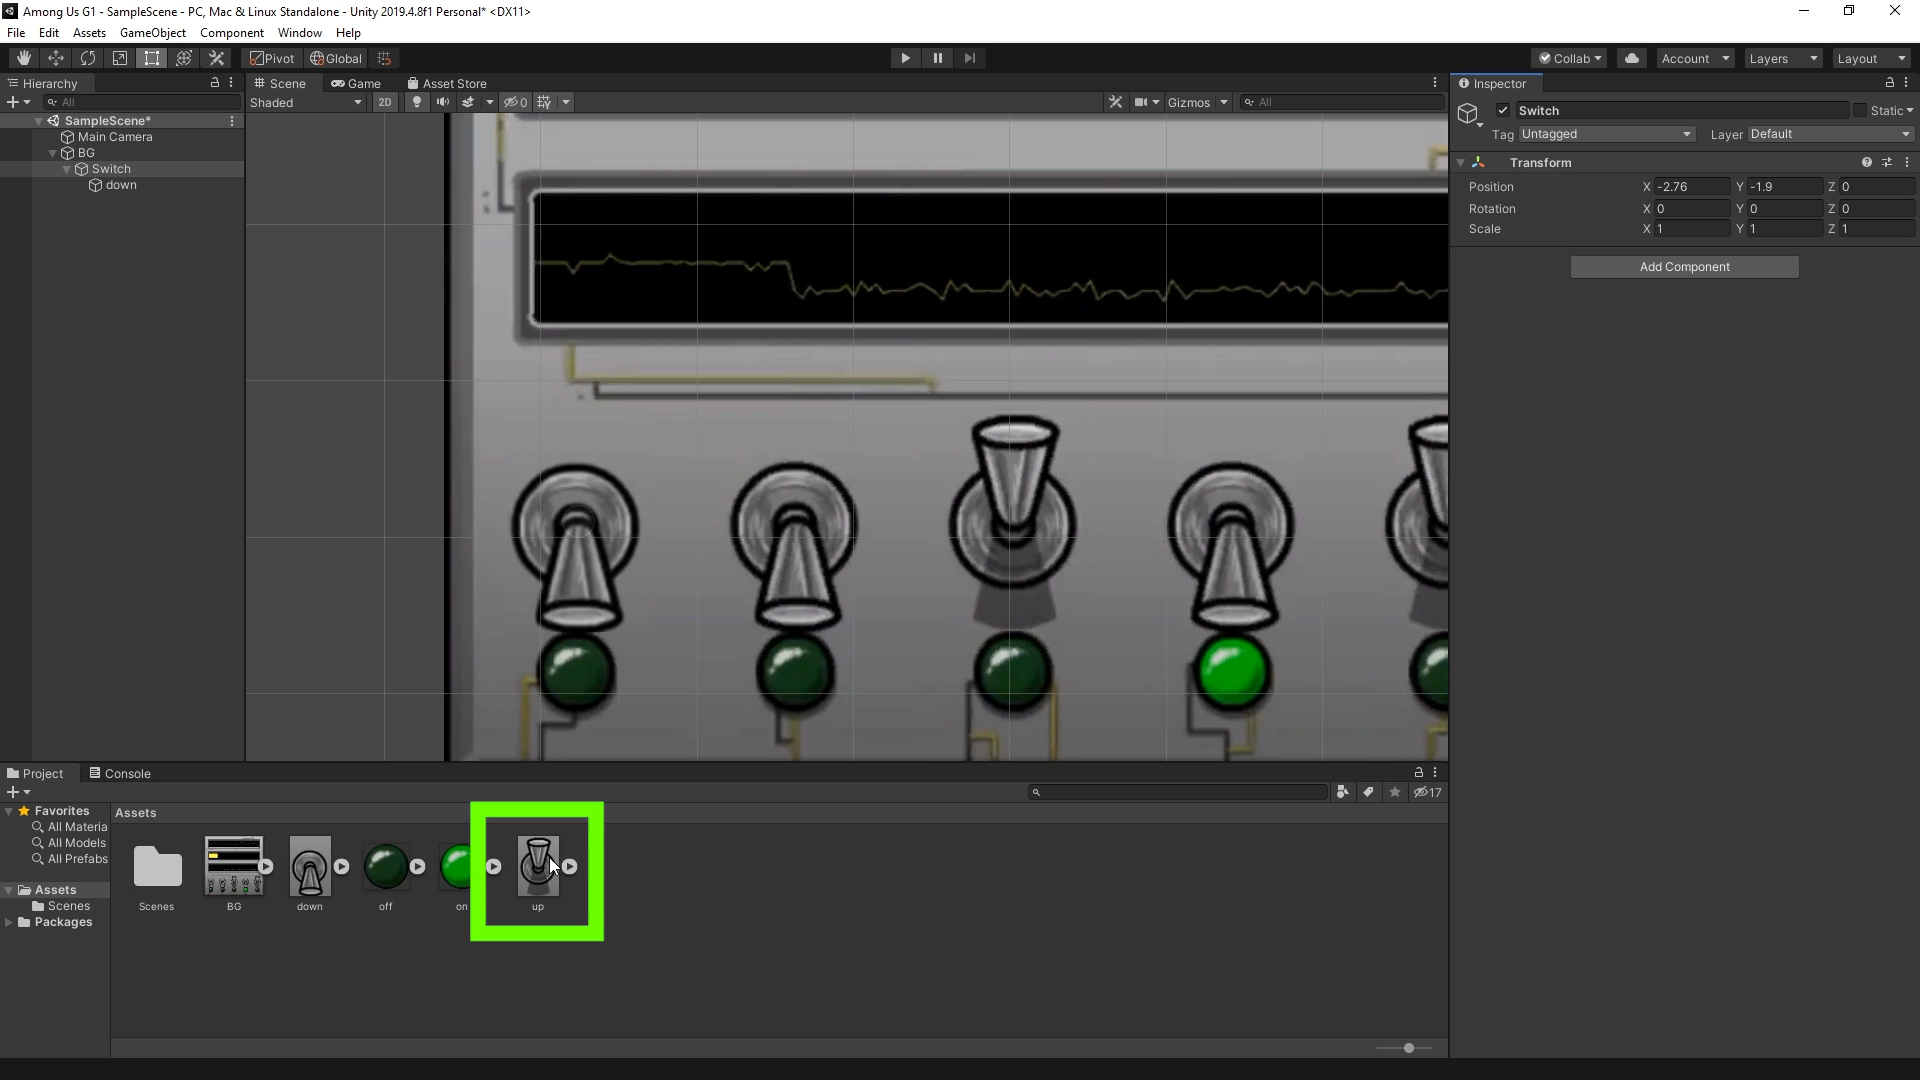 Among Us G1 - SampleScene - PC, Mac & Linux Standalone - Unity 2019.4.8f1 Personal* <DX11>
File Edit Assets GameObject Component Window Help
Pivot Global Collab Account Layers Layout
Hierarchy Scene Game Asset Store Inspector
All Shaded 2D 0 Gizmos All Switch Static
SampleScene* Tag Untagged Layer Default
Main Camera
BG Transform
Switch Position X -2.76 Y -1.9 Z 0
down Rotation X 0 Y 0 Z 0
Scale X 1 Y 1 Z 1
Add Component
Project Console
17
Favorites Assets
All Materia
All Models
All Prefabs
Assets
Scenes Scenes BG down off on up
Packages